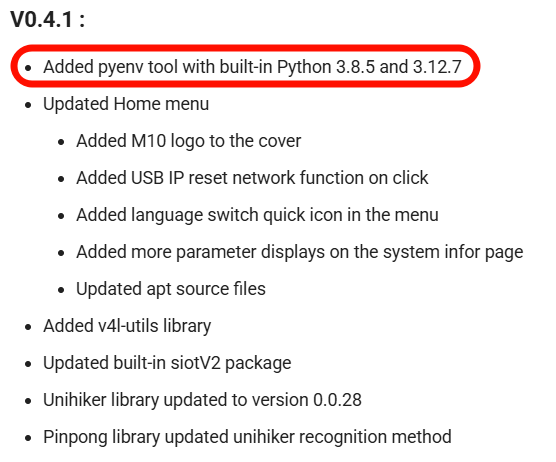 V0.4.1 :
Added pyenv tool with built-in Python 3.8.5 and 3.12.7
Updated Home menu
Added M10 logo to the cover
Added USB IP reset network function on click
Added language switch quick icon in the menu
Added more parameter displays on the system infor page
Updated apt source files
Added v4l-utils library
Updated built-in siotV2 package
Unihiker library updated to version 0.0.28
Pinpong library updated unihiker recognition method